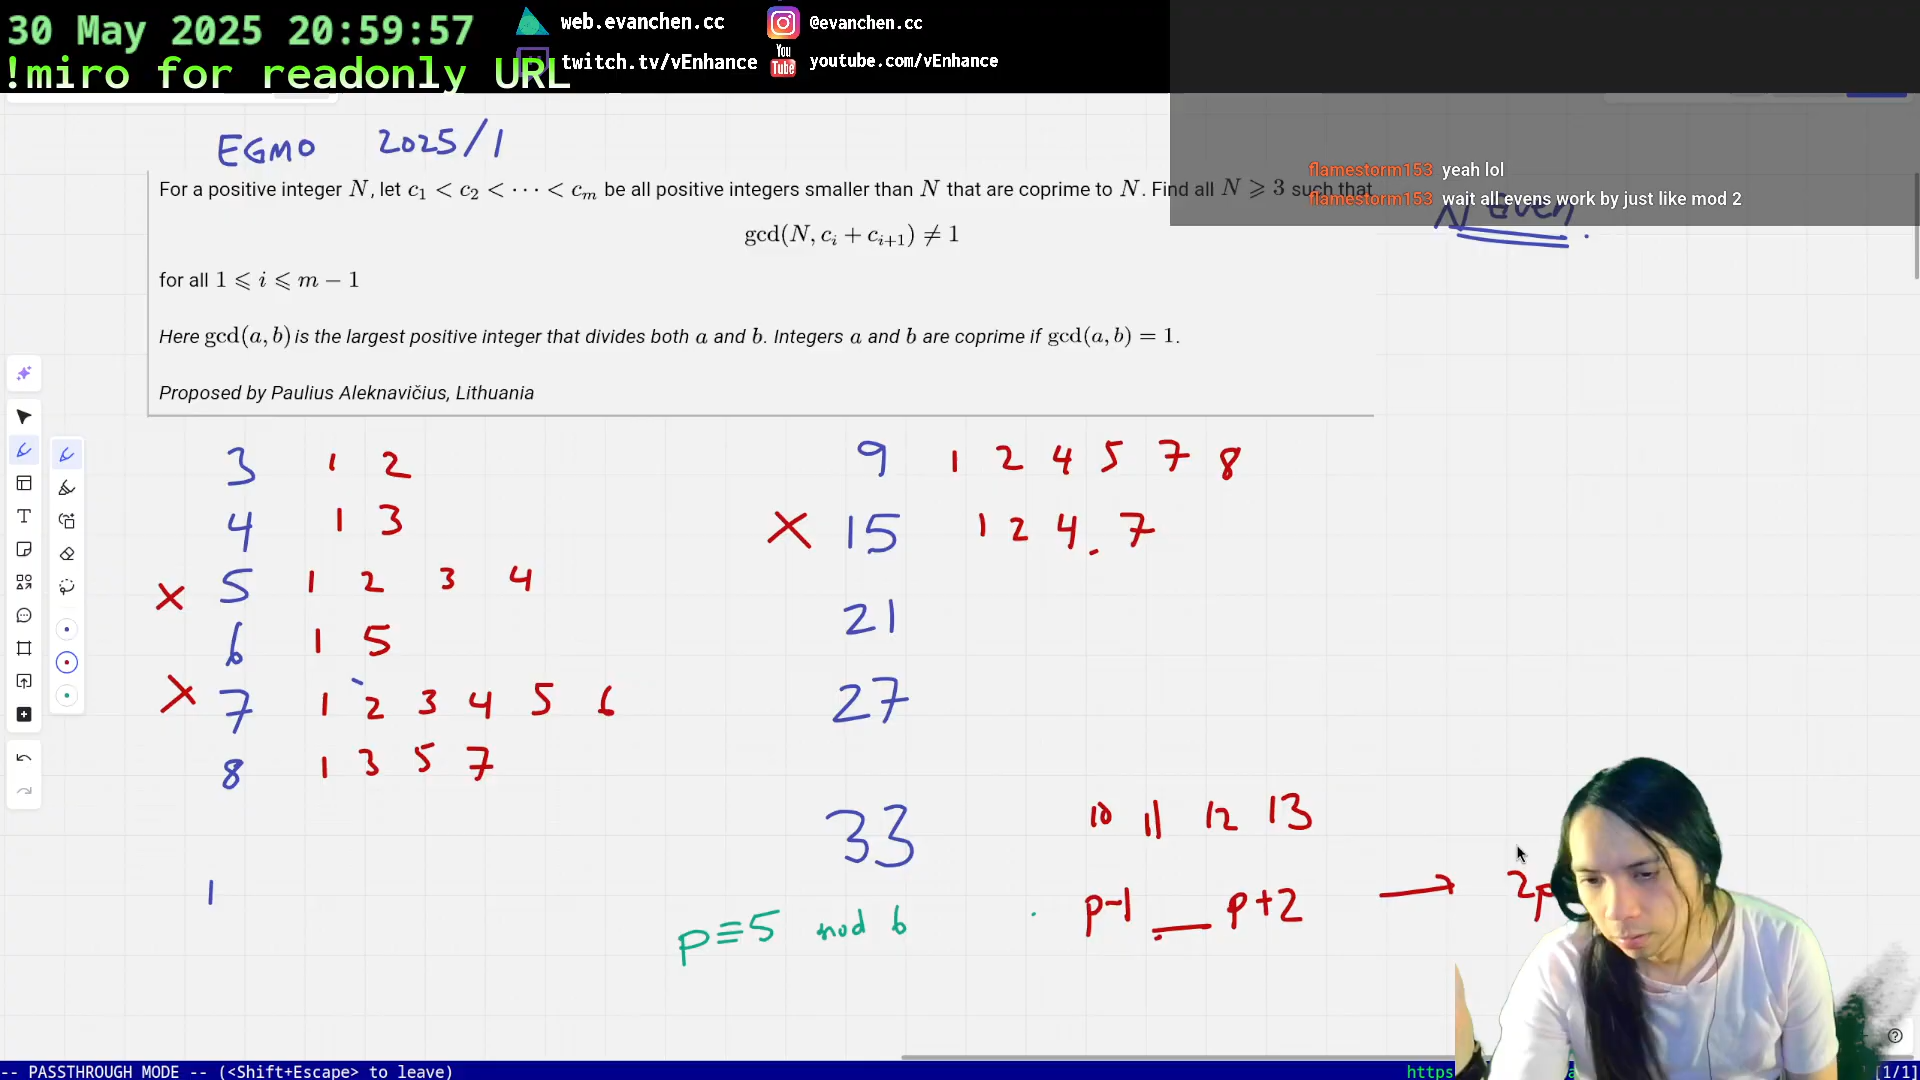 30 May 2025 20:59:57
!miro for readonly URL
web.evanchen.cc
@evanchen.cc
twitch.tv/vEnhance
You
Tube
youtube.com/vEnhance
flamestorm153 yeah lol
flamestorm153 wait all evens work by just like mod 2
EGMO 2025/1
For a positive integer N, let c₁ < c₂ < ⋯ < cₘ be all positive integers smaller than N that are coprime to N. Find all N ⩾ 3 such that
gcd(N, cᵢ + cᵢ₊₁) ≠ 1
for all 1 ⩽ i ⩽ m − 1
Here gcd(a, b) is the largest positive integer that divides both a and b. Integers a and b are coprime if gcd(a, b) = 1.
Proposed by Paulius Aleknavičius, Lithuania
N even.
3 1 2
4 1 3
× 5 1 2 3 4
6 1 5
× 7 1 2 3 4 5 6
8 1 3 5 7
1
9 1 2 4 5 7 8
× 15 1 2 4 7
21
27
33 10 11 12 13
p-1 __ p+2 → 2p
p≡5 mod 6
-- PASSTHROUGH MODE -- (<Shift+Escape> to leave)
https
[1/1]